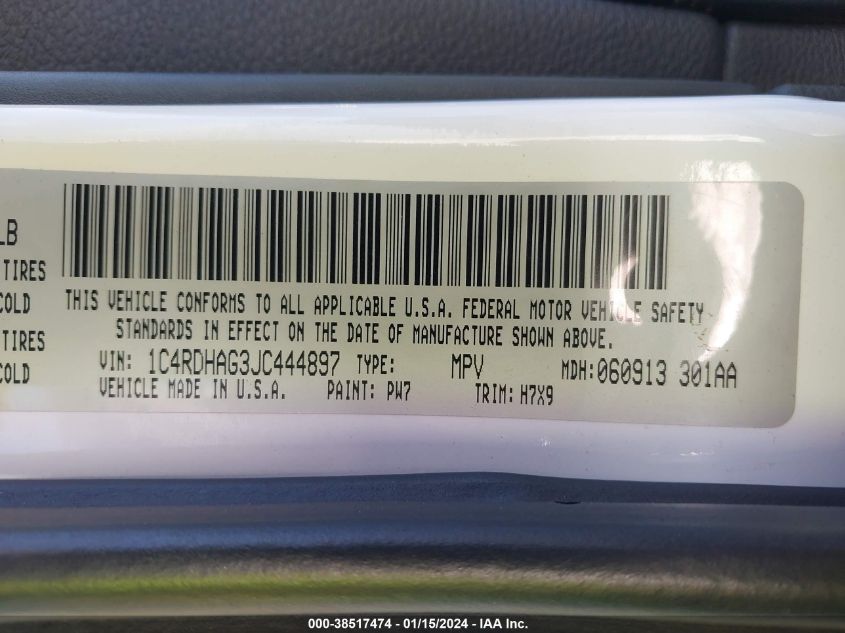 LB
TIRES
COLD
TIRES
COLD
THIS VEHICLE CONFORMS TO ALL APPLICABLE U.S.A. FEDERAL MOTOR VEHICLE SAFETY
STANDARDS IN EFFECT ON THE DATE OF MANUFACTURE SHOWN ABOVE.
VIN: 1C4RDHAG3JC444897 TYPE: MPV MDH:060913 301AA
VEHICLE MADE IN U.S.A. PAINT: PW7 TRIM: H7X9
000-38517474 - 01/15/2024 - IAA Inc.